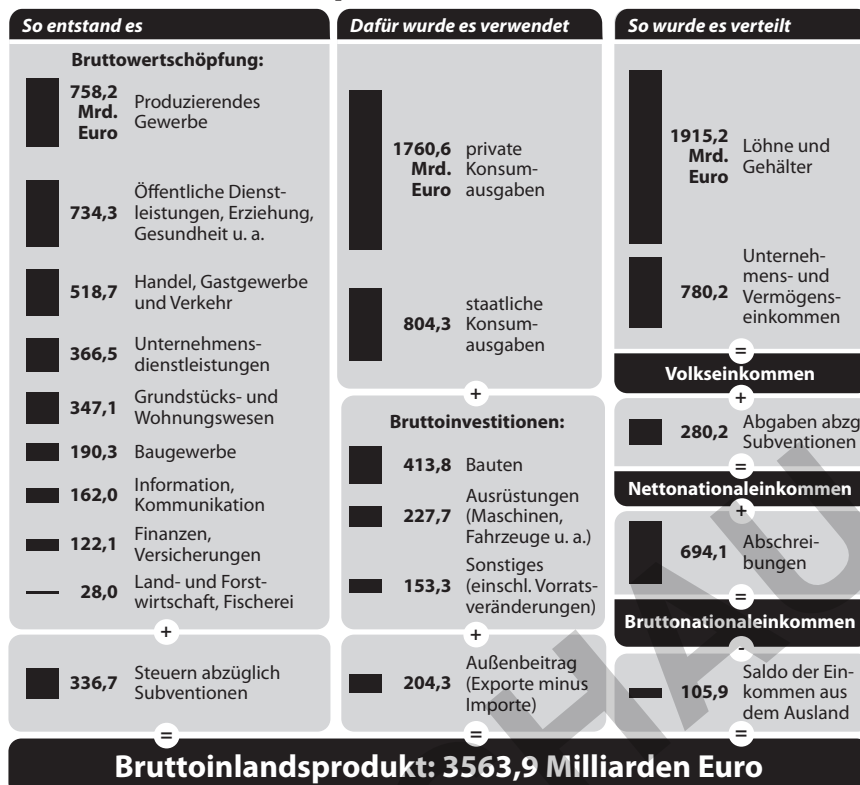 So entstand es
Bruttowertschöpfung:
758,2
Mrd.
Euro
Produzierendes
Gewerbe
734,3
Öffentliche Dienst-
leistungen, Erziehung,
Gesundheit u. a.
518,7
Handel, Gastgewerbe
und Verkehr
366,5
Unternehmens-
dienstleistungen
347,1
Grundstücks- und
Wohnungswesen
190,3 Baugewerbe
162,0
Information,
Kommunikation
122,1
Finanzen,
Versicherungen
28,0
Land- und Forst-
wirtschaft, Fischerei
+
336,7
Steuern abzüglich
Subventionen
=
Dafür wurde es verwendet
1760,6
Mrd.
Euro
private
Konsum-
ausgaben
804,3
staatliche
Konsum-
ausgaben
+
Bruttoinvestitionen:
413,8 Bauten
227,7
Ausrüstungen
(Maschinen,
Fahrzeuge u. a.)
153,3
Sonstiges
(einschl. Vorrats-
veränderungen)
+
204,3
Außenbeitrag
(Exporte minus
Importe)
=
So wurde es verteilt
1915,2
Mrd.
Euro
Löhne und
Gehälter
780,2
Unterneh-
mens- und
Vermögens-
einkommen
=
Volkseinkommen
+
280,2
Abgaben abzg
Subventionen
=
Nettonationaleinkommen
+
694,1
Abschrei-
bungen
=
Bruttonationaleinkommen
-
105,9
Saldo der Ein-
kommen aus
dem Ausland
=
Bruttoinlandsprodukt: 3563,9 Milliarden Euro
HAU